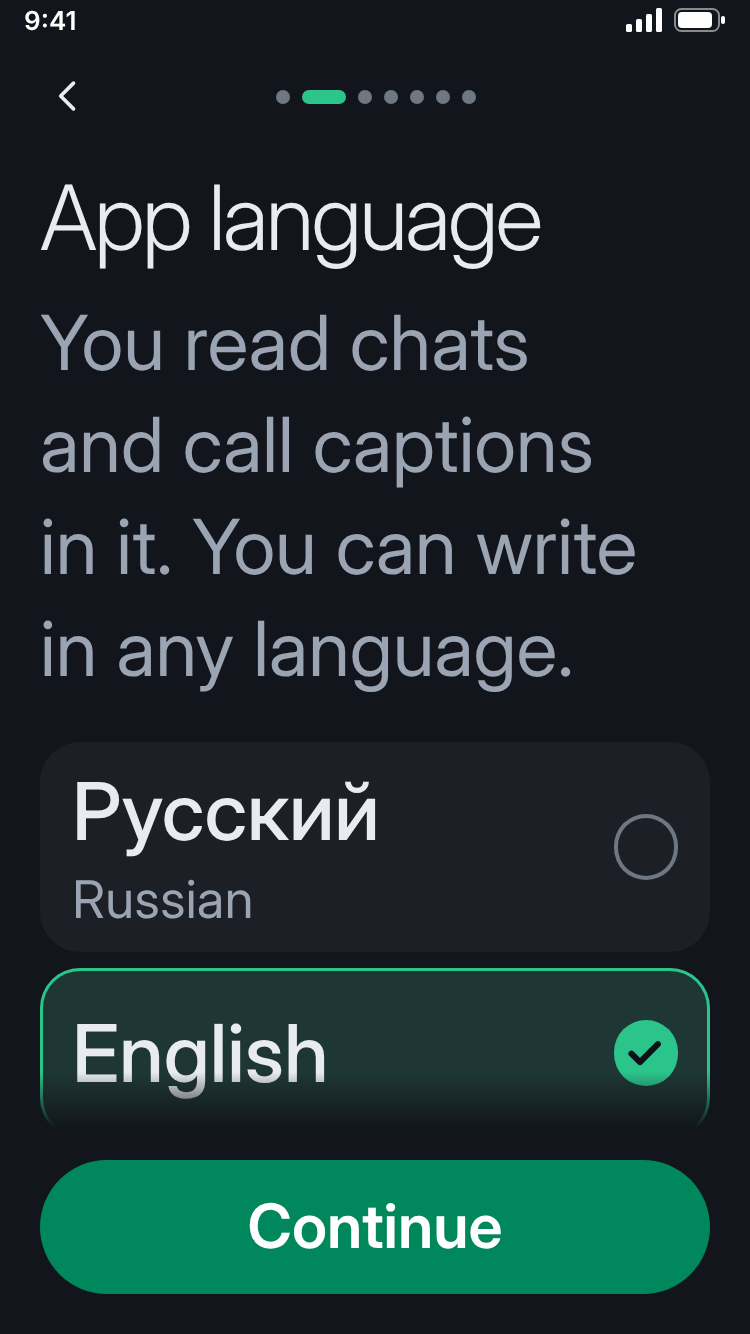 9:41
App language
You read chats
and call captions
in it. You can write
in any language.
Русский
Russian
English
Continue